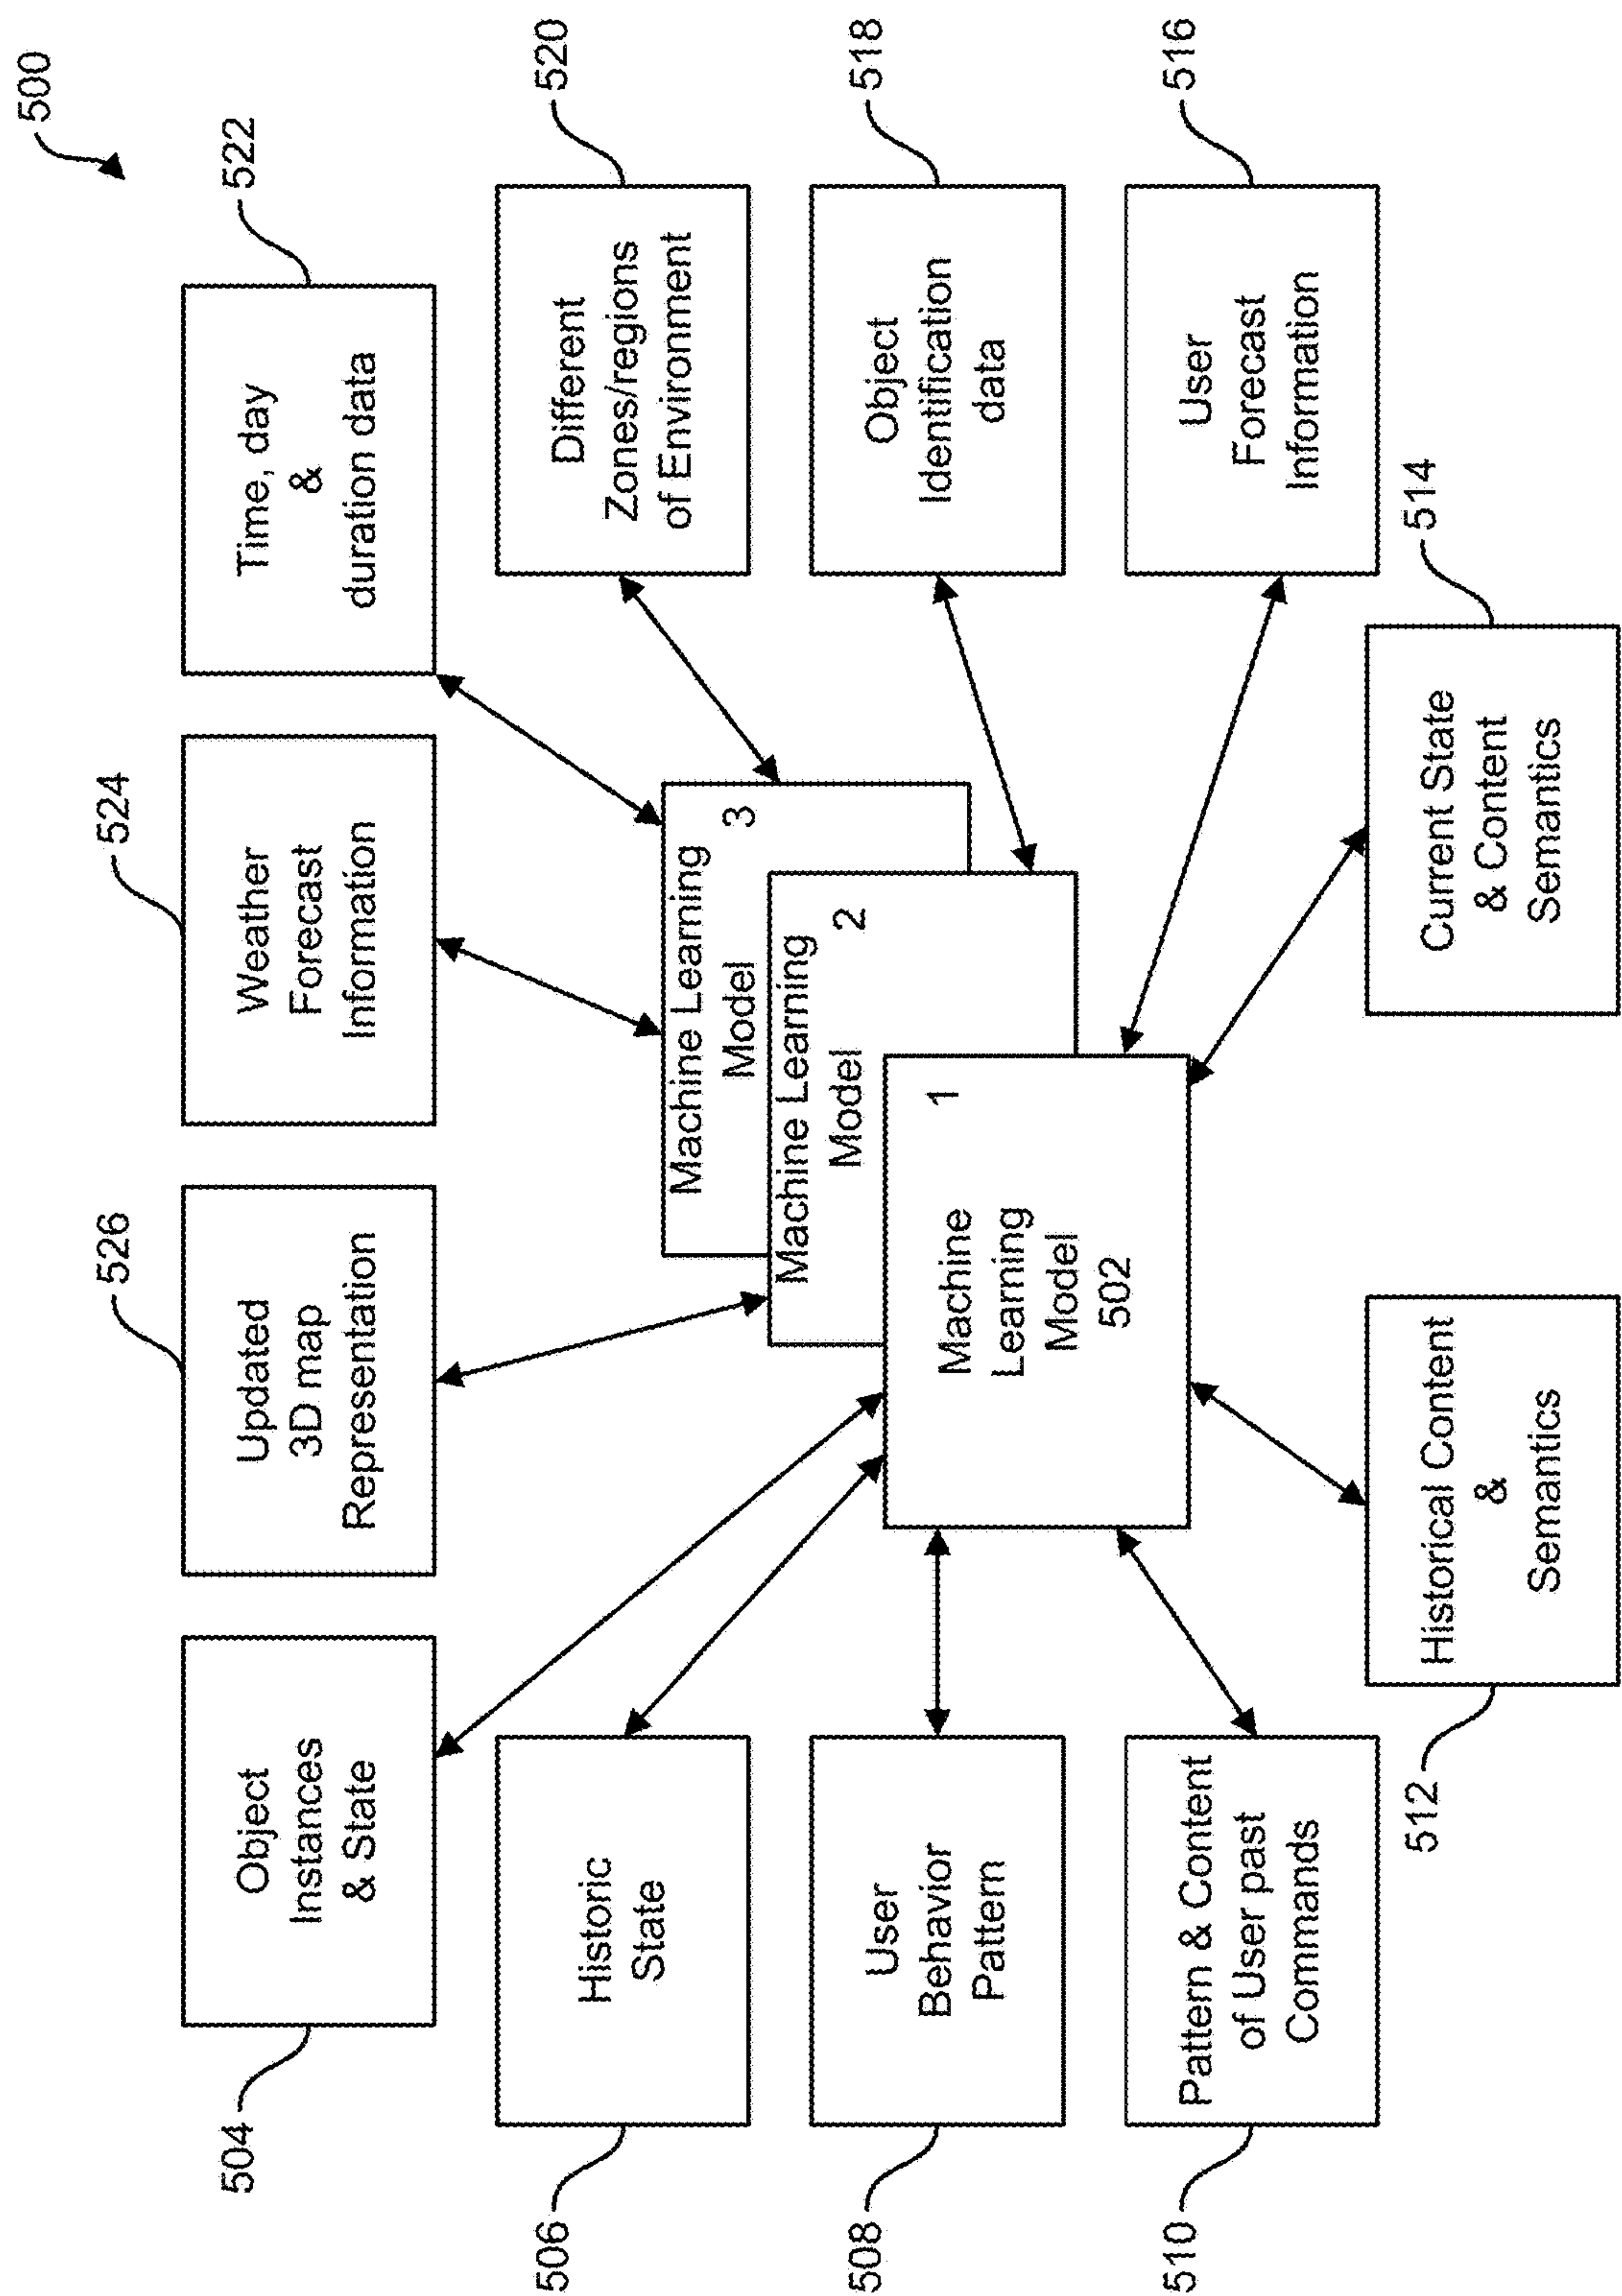 500
504
Object
Instances
& State
526
Updated
3D map
Representation
524
Weather
Forecast
Information
522
Time, day
&
duration data
506
Historic
State
508
User
Behavior
Pattern
510
Pattern & Content
of User past
Commands
Machine Learning
Model
3
Machine Learning
Model
2
1
Machine
Learning
Model
502
520
Different
Zones/regions
of Environment
518
Object
Identification
data
516
User
Forecast
Information
512
Historical Content
&
Semantics
514
Current State
& Content
Semantics